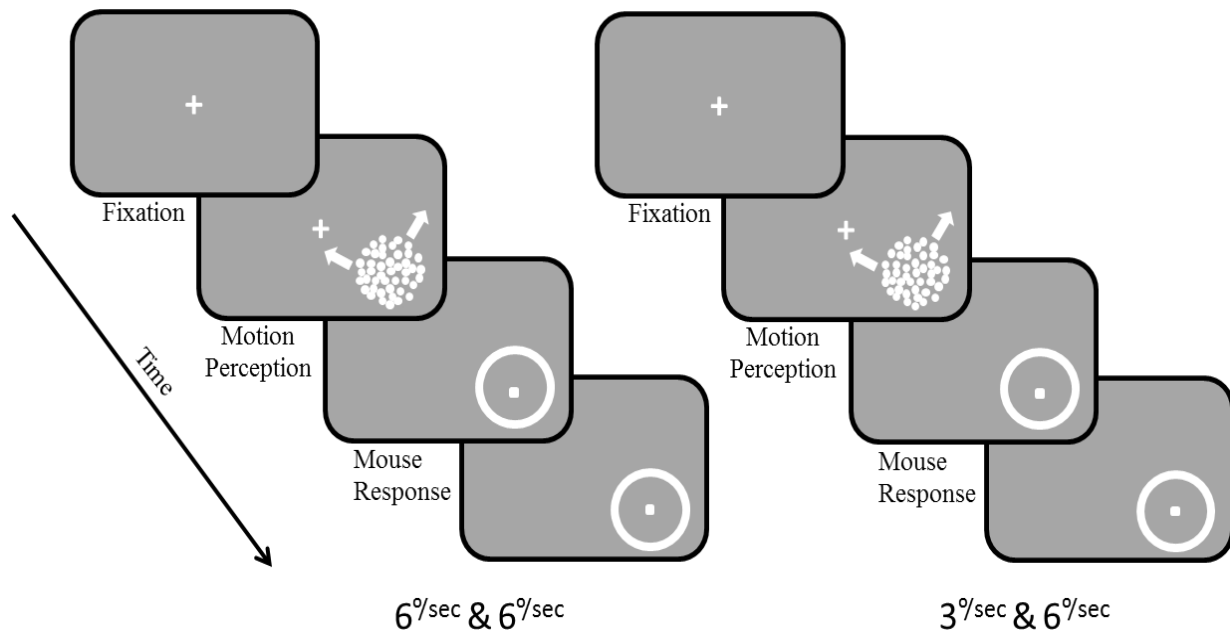 Fixation
Motion
Perception
Mouse
Response
Time
6°/sec & 6°/sec
Fixation
Motion
Perception
Mouse
Response
3°/sec & 6°/sec